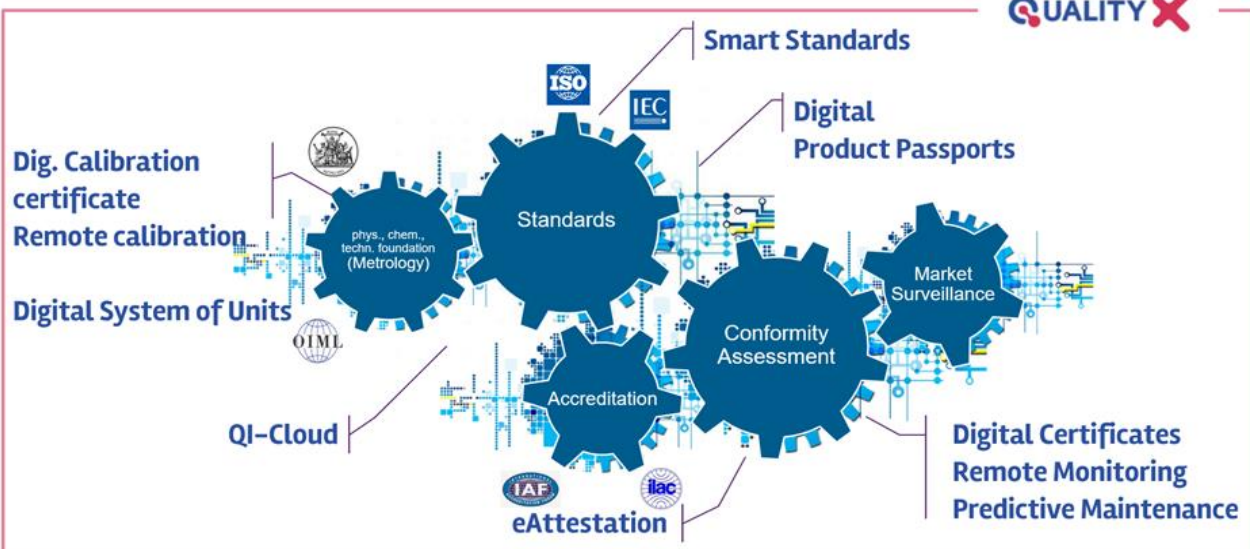 QUALITY X
Smart Standards
ISO
IEC
Digital
Product Passports
Dig. Calibration
certificate
Remote calibration
phys., chem.,
techn. foundation
(Metrology)
Standards
Market
Surveillance
Digital System of Units
OIML
Conformity
Assessment
Accreditation
QI-Cloud
Digital Certificates
Remote Monitoring
Predictive Maintenance
IAF
ilac
eAttestation